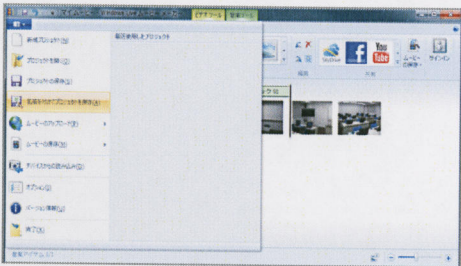 ビデオツール 音楽ツール
新規プロジェクト(N)
最近使用したプロジェクト
プロジェクトを開く(O)
プロジェクトの保存(S)
名前を付けてプロジェクトを保存(A)
ムービーのアップロード(P)
ムービーの保存(M)
デバイスからの読み込み(D)
オプション(I)
バージョン情報(U)
終了(X)
編集
共有
SkyDrive
You Tube
ムービーの保存
サインイン